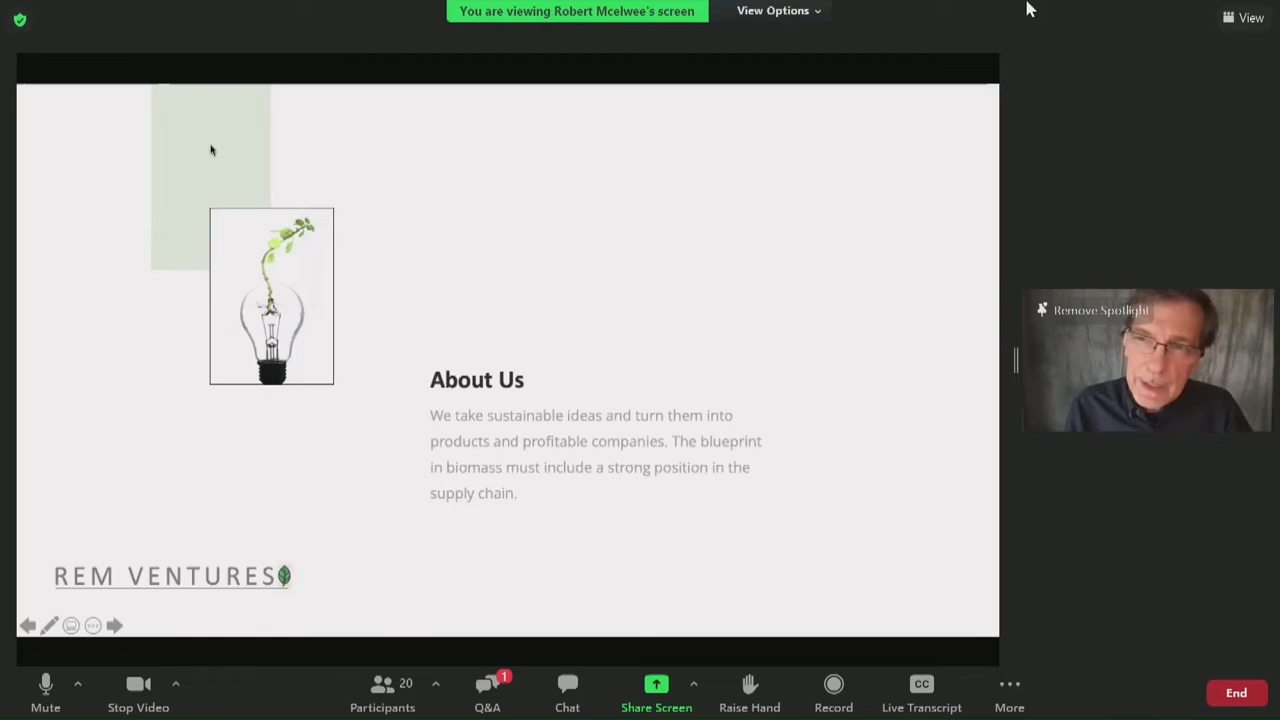 You are viewing Robert Mcelwee's screen
View Options
View
Remove Spotlight
About Us
We take sustainable ideas and turn them into
products and profitable companies. The blueprint
in biomass must include a strong position in the
supply chain.
REM VENTURES
Mute
Stop Video
20
Participants
1
Q&A
Chat
Share Screen
Raise Hand
Record
CC
Live Transcript
More
End